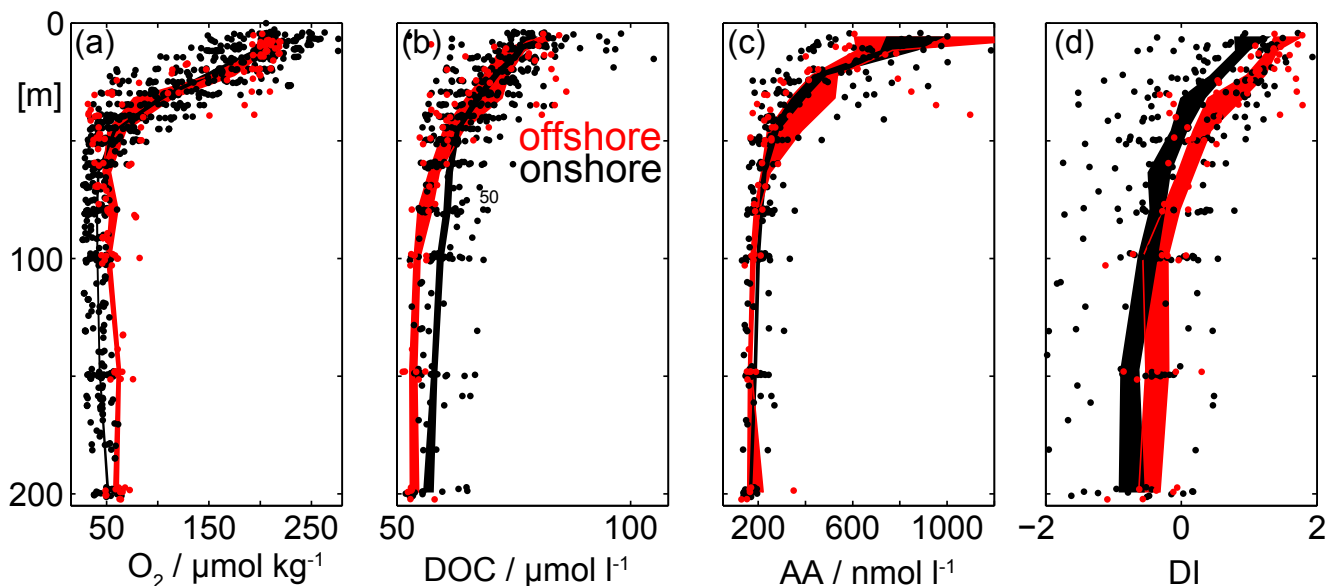 0
[m]
100
200
(a)
(b)
(c)
(d)
offshore
onshore
50
50 150 250
50 100
200 600 1000
−2 0 2
O₂ / μmol kg⁻¹
DOC / μmol l⁻¹
AA / nmol l⁻¹
DI